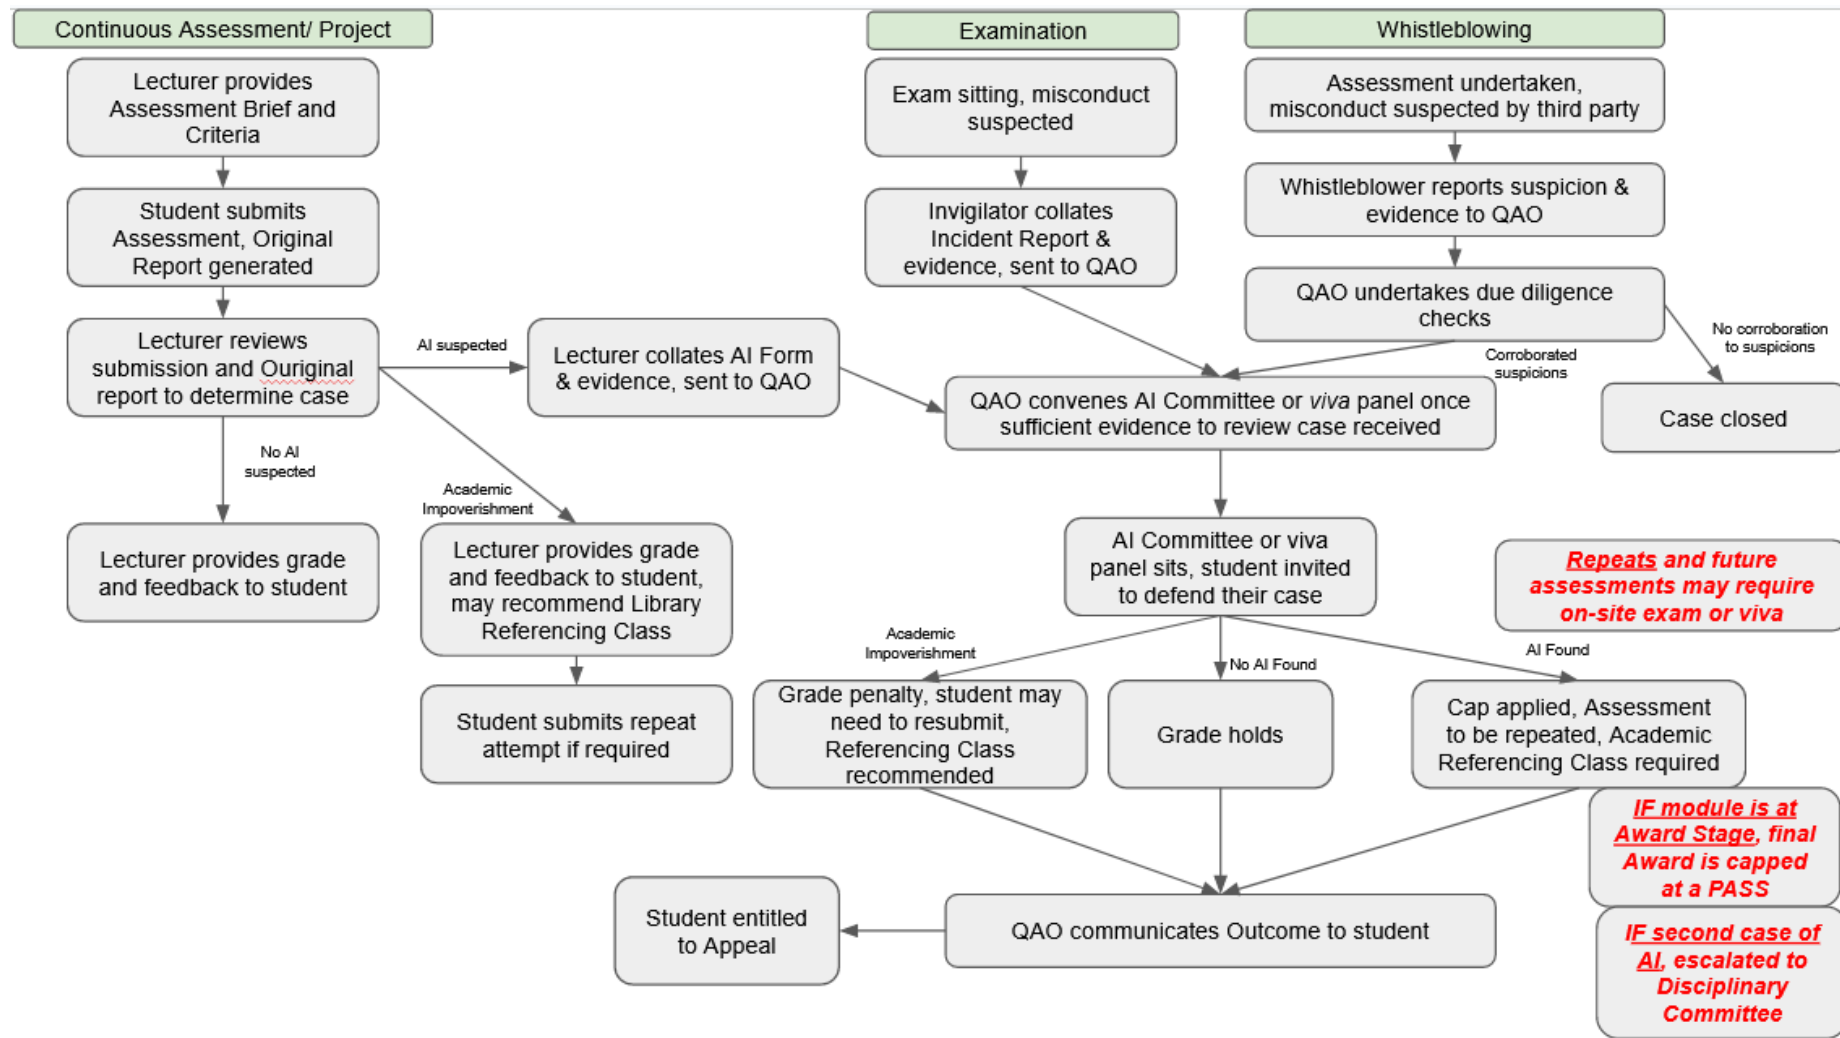 Continuous Assessment/ Project
Lecturer provides
Assessment Brief and
Criteria
Student submits
Assessment, Original
Report generated
Lecturer reviews
submission and Ouriginal
report to determine case
AI suspected
No AI
suspected
Academic
Impoverishment
Lecturer collates AI Form
& evidence, sent to QAO
Lecturer provides grade
and feedback to student
Lecturer provides grade
and feedback to student,
may recommend Library
Referencing Class
Student submits repeat
attempt if required
Examination
Exam sitting, misconduct
suspected
Invigilator collates
Incident Report &
evidence, sent to QAO
Whistleblowing
Assessment undertaken,
misconduct suspected by third party
Whistleblower reports suspicion &
evidence to QAO
QAO undertakes due diligence
checks
No corroboration
to suspicions
Corroborated
suspicions
Case closed
QAO convenes AI Committee or viva panel once
sufficient evidence to review case received
AI Committee or viva
panel sits, student invited
to defend their case
Repeats and future
assessments may require
on-site exam or viva
Academic
Impoverishment
No AI Found
AI Found
Grade penalty, student may
need to resubmit,
Referencing Class
recommended
Grade holds
Cap applied, Assessment
to be repeated, Academic
Referencing Class required
IF module is at
Award Stage, final
Award is capped
at a PASS
IF second case of
AI, escalated to
Disciplinary
Committee
QAO communicates Outcome to student
Student entitled
to Appeal